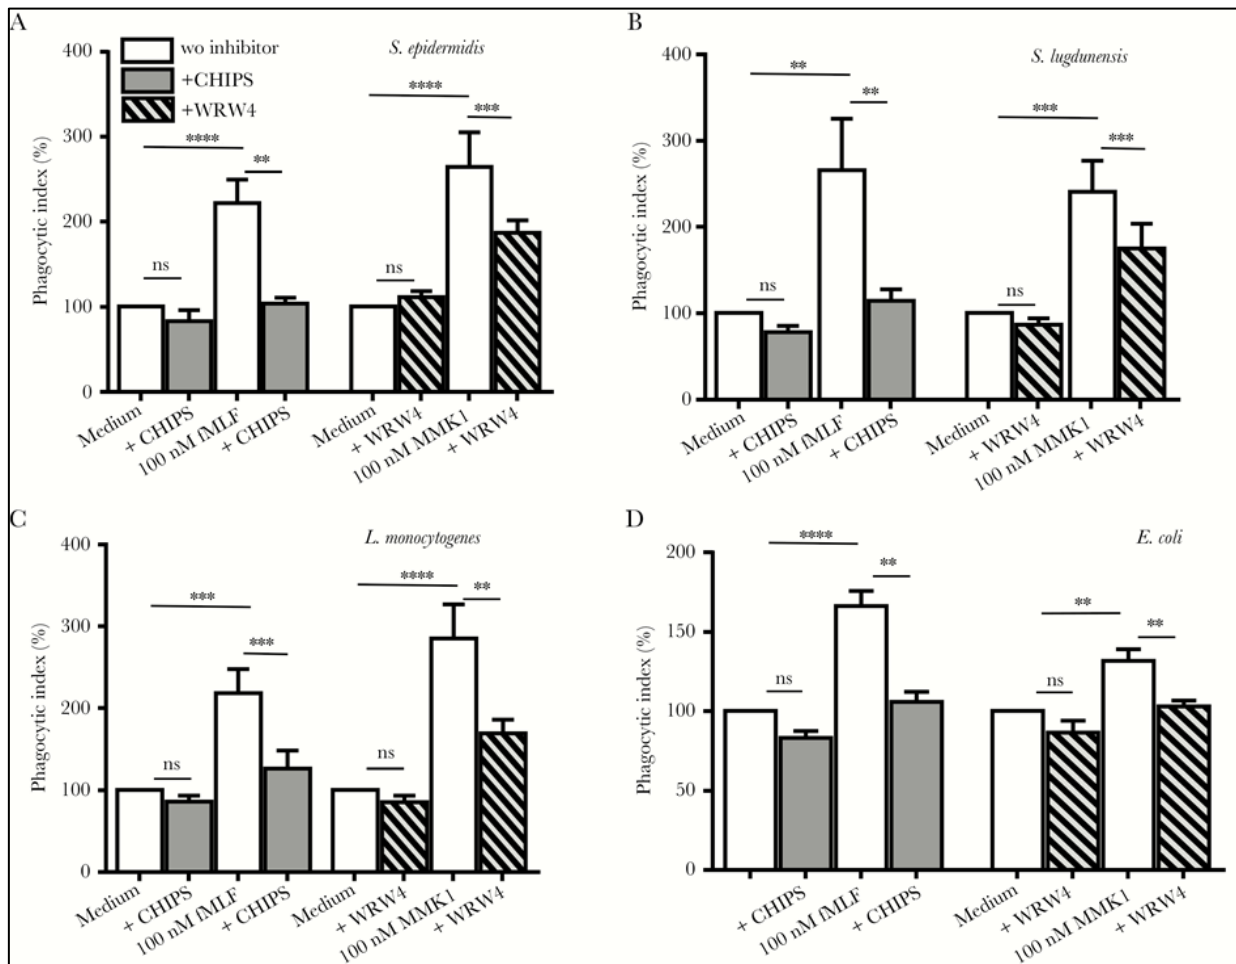 A
wo inhibitor
+CHIPS
+WRW4
S. epidermidis
Phagocytic index (%)
400
300
200
100
0
ns
****
**
ns
****
***
Medium
+ CHIPS
100 nM fMLF
+ CHIPS
Medium
+ WRW4
100 nM MMK1
+ WRW4
B
S. lugdunensis
Phagocytic index (%)
400
300
200
100
0
ns
**
**
ns
***
***
Medium
+ CHIPS
100 nM fMLF
+ CHIPS
Medium
+ WRW4
100 nM MMK1
+ WRW4
C
L. monocytogenes
Phagocytic index (%)
400
300
200
100
0
ns
***
***
ns
****
**
Medium
+ CHIPS
100 nM fMLF
+ CHIPS
Medium
+ WRW4
100 nM MMK1
+ WRW4
D
E. coli
Phagocytic index (%)
200
150
100
50
0
ns
****
**
ns
**
**
+ CHIPS
100 nM fMLF
+ CHIPS
Medium
+ WRW4
100 nM MMK1
+ WRW4